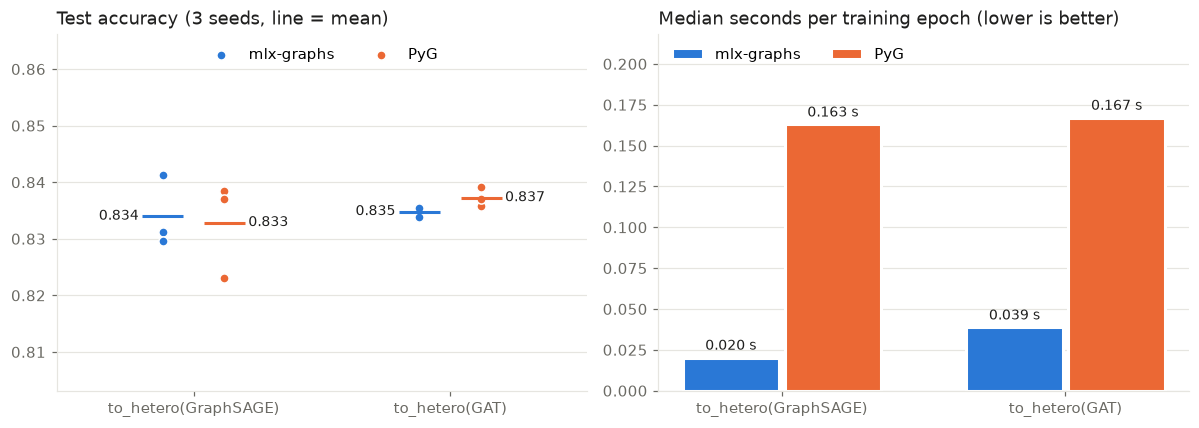 Test accuracy (3 seeds, line = mean)
mlx-graphs PyG
0.86
0.85
0.84
0.83
0.82
0.81
0.834
0.833
0.835
0.837
to_hetero(GraphSAGE)
to_hetero(GAT)
Median seconds per training epoch (lower is better)
mlx-graphs PyG
0.200
0.175
0.150
0.125
0.100
0.075
0.050
0.025
0.000
0.020 s
0.163 s
0.039 s
0.167 s
to_hetero(GraphSAGE)
to_hetero(GAT)